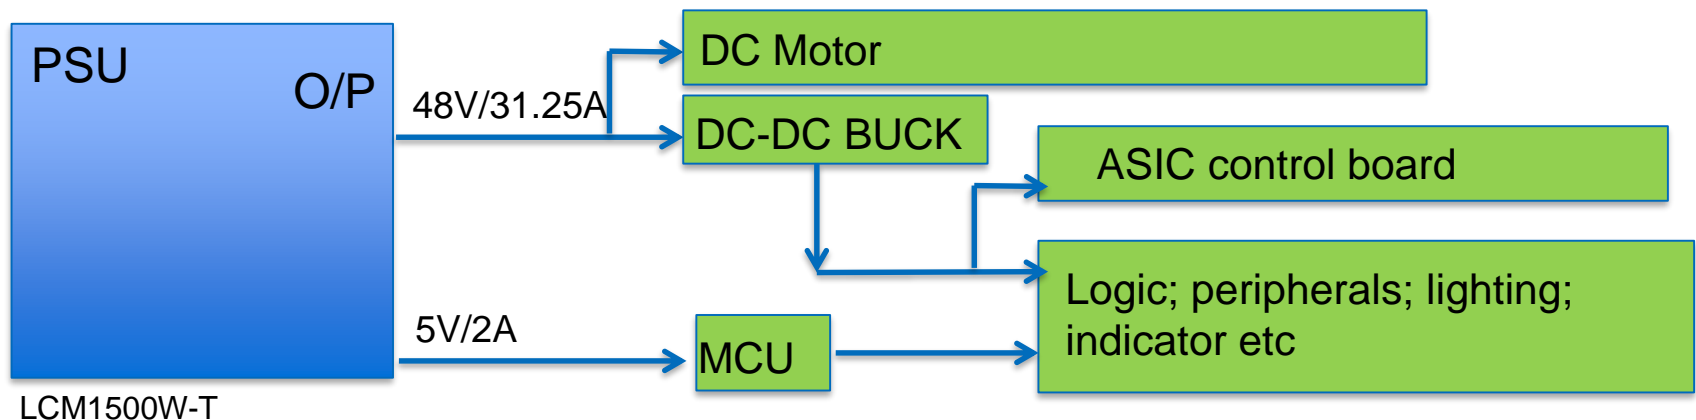 PSU
O/P
48V/31.25A
DC Motor
DC-DC BUCK
ASIC control board
Logic; peripherals; lighting;
indicator etc
5V/2A
MCU
LCM1500W-T